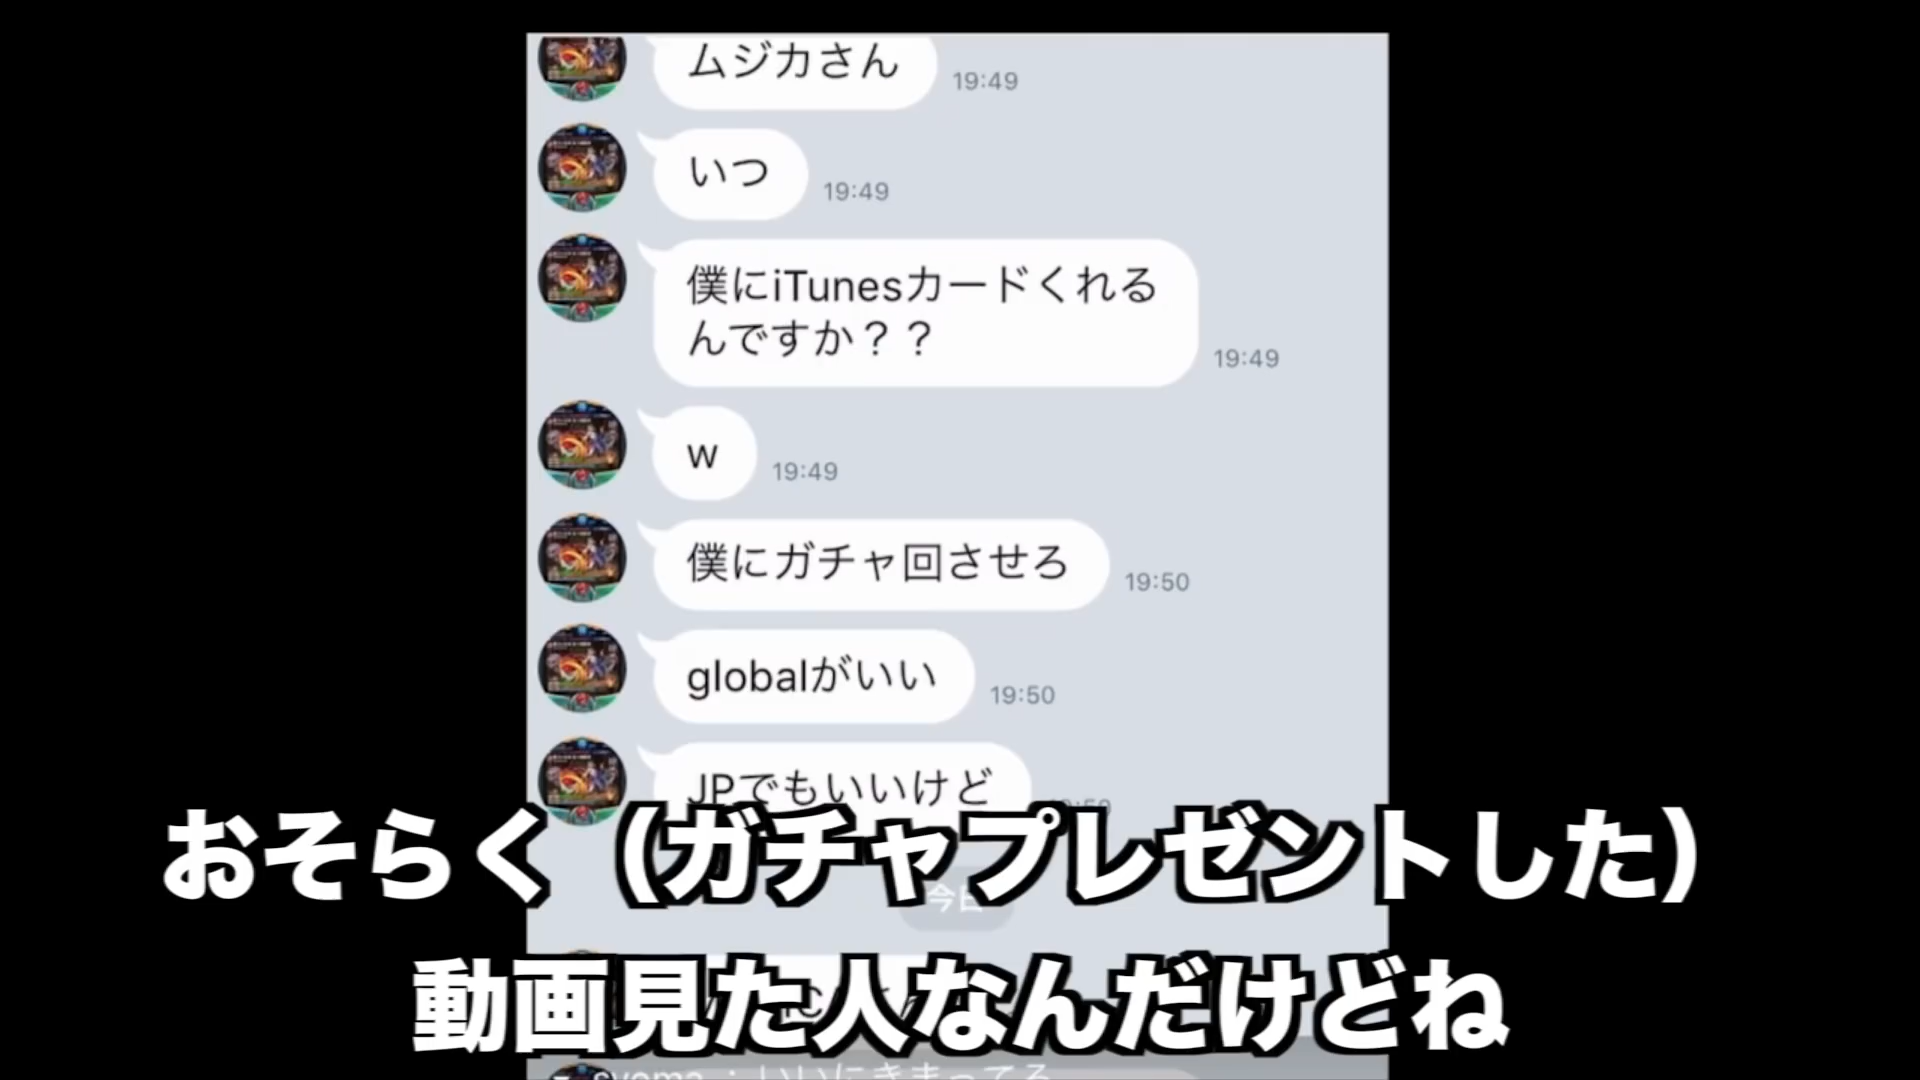 ムジカさん
19:49
いつ
19:49
僕にiTunesカードくれる
んですか？？
19:49
w
19:49
僕にガチャ回させろ
19:50
globalがいい
19:50
JPでもいいけど
19:50
おそらく（ガチャプレゼントした）
今日
動画見た人なんだけどね